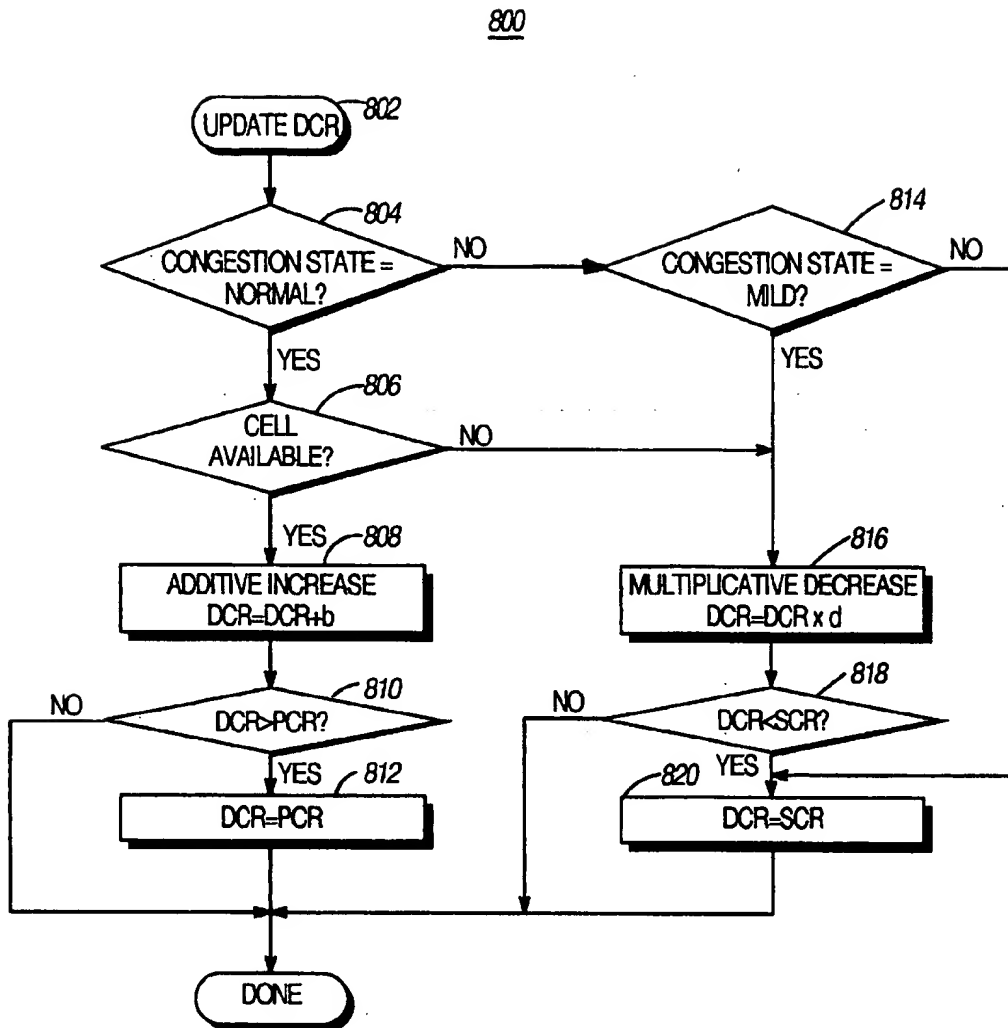 800
UPDATE DCR
802
804
CONGESTION STATE =
NORMAL?
NO
814
CONGESTION STATE =
MILD?
NO
YES
YES
806
CELL
AVAILABLE?
NO
YES
808
ADDITIVE INCREASE
DCR=DCR+b
816
MULTIPLICATIVE DECREASE
DCR=DCR x d
810
NO
DCR>PCR?
818
NO
DCR<SCR?
YES
812
DCR=PCR
YES
820
DCR=SCR
DONE